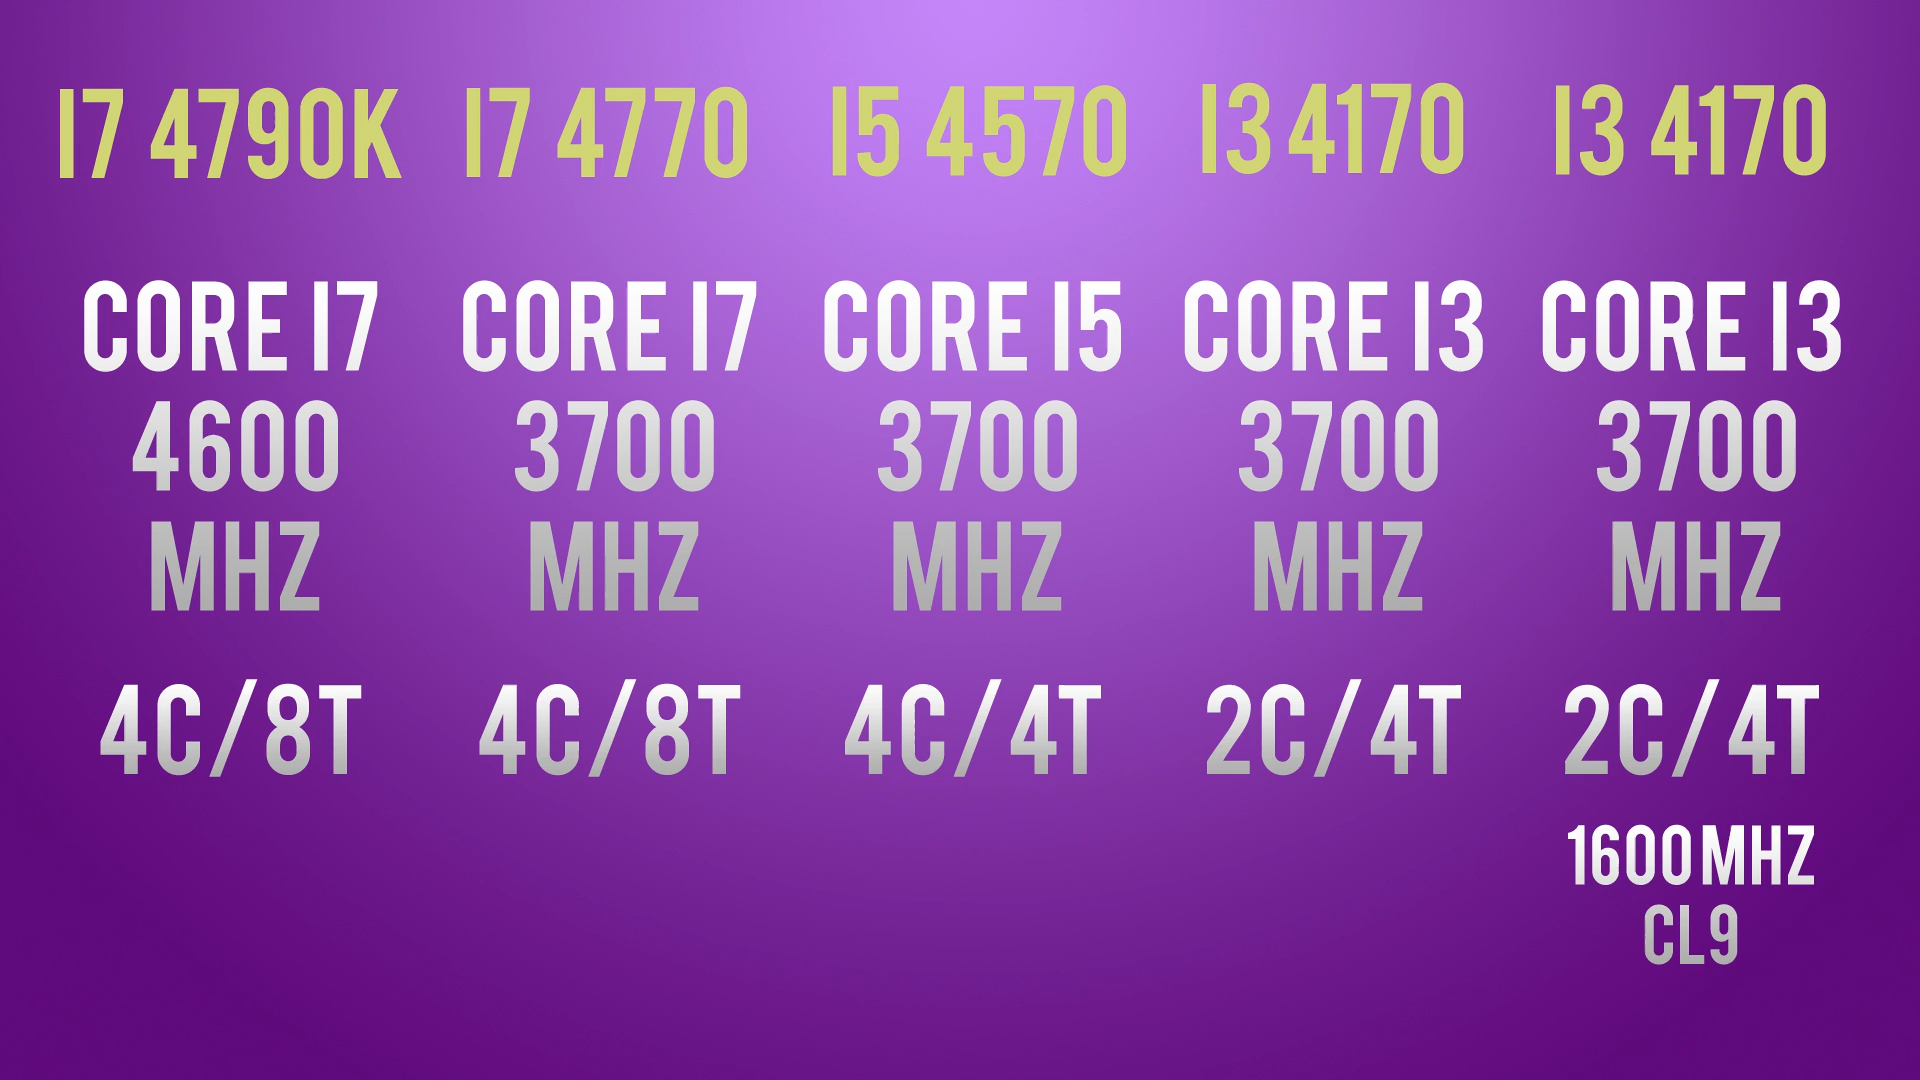 I7 4790K I7 4770 I5 4570 I3 4170 I3 4170
CORE I7 CORE I7 CORE I5 CORE I3 CORE I3
4600 3700 3700 3700 3700
MHZ MHZ MHZ MHZ MHZ
4C/8T 4C/8T 4C/4T 2C/4T 2C/4T
1600MHZ
CL9